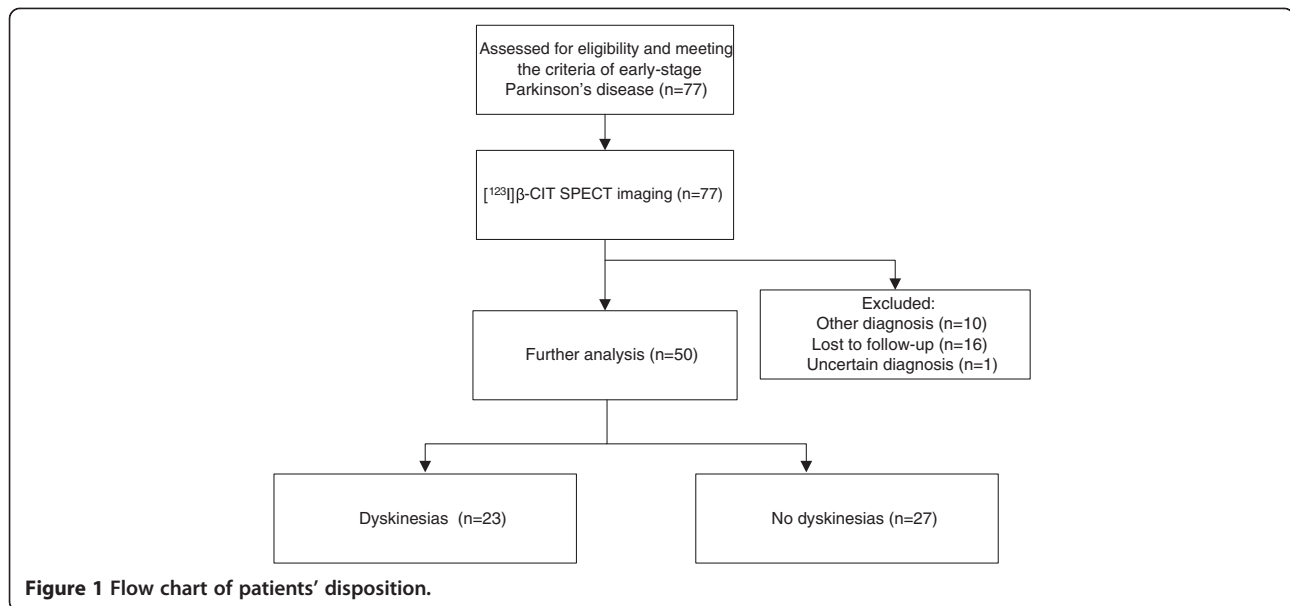 Assessed for eligibility and meeting
the criteria of early-stage
Parkinson's disease (n=77)
[¹²³I]β-CIT SPECT imaging (n=77)
Excluded:
Other diagnosis (n=10)
Lost to follow-up (n=16)
Uncertain diagnosis (n=1)
Further analysis (n=50)
Dyskinesias (n=23)
No dyskinesias (n=27)
Figure 1 Flow chart of patients' disposition.